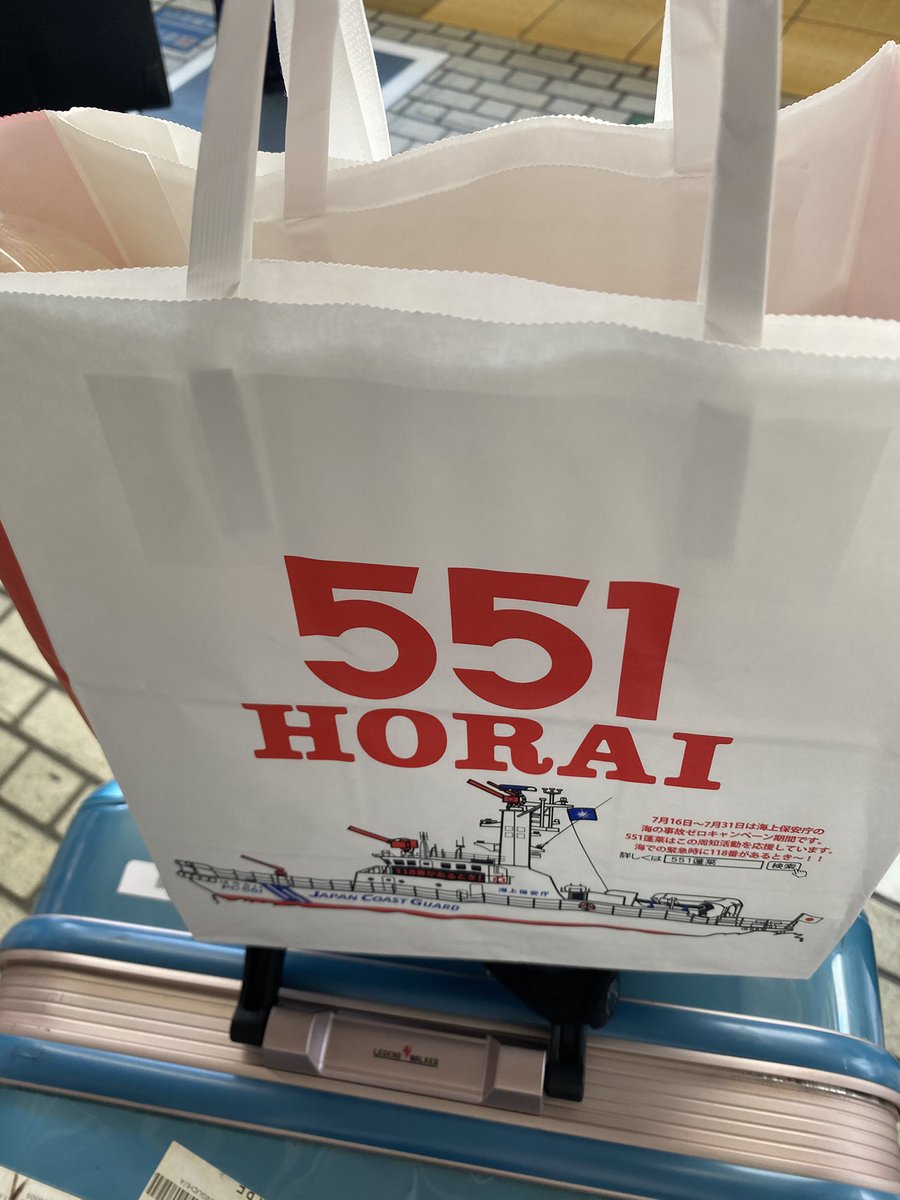 551
HORAI
7月16日〜7月31日は海上保安庁の
海の事故ゼロキャンペーン期間です。
551蓬莱はこの周知活動を応援しています。
海での緊急時に118番があるとき〜！！
詳しくは 551蓬莱 検索
118番があるとき!
海上保安庁
JAPAN COAST GUARD
LEGEND WALKER